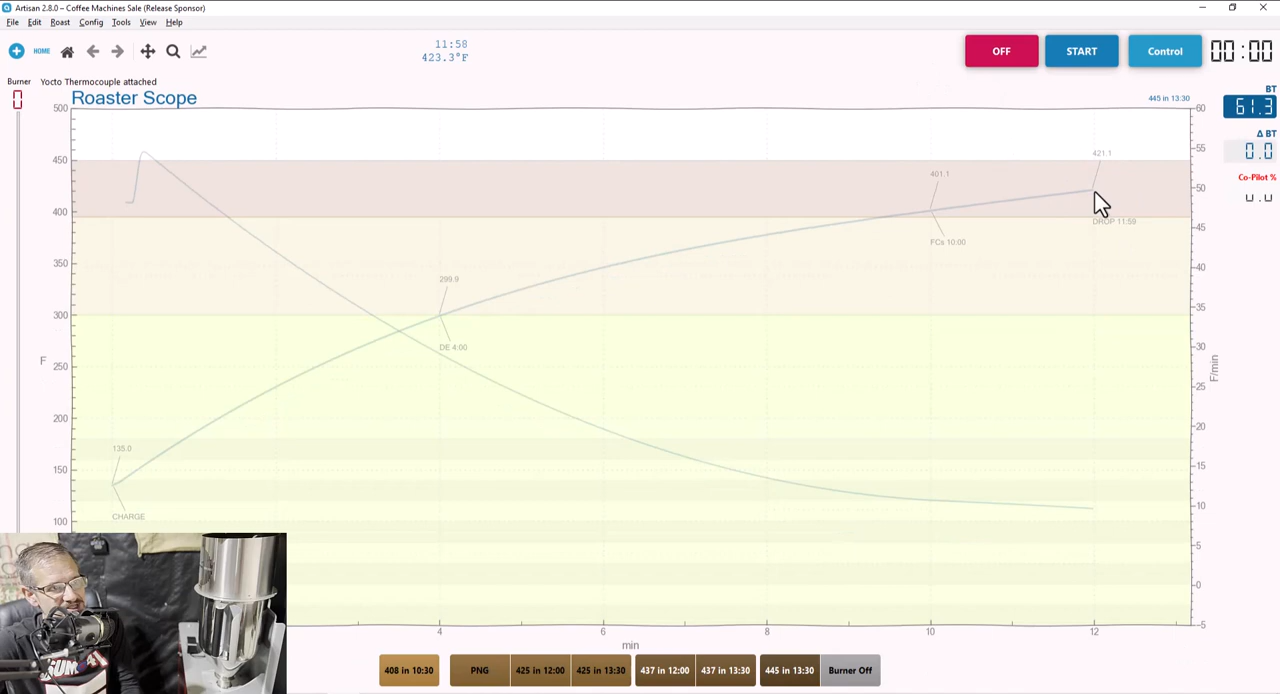 Artisan 2.8.0 – Coffee Machines Sale (Release Sponsor)
File Edit Roast Config Tools View Help
HOME
11:58
423.3°F
OFF START Control 00:00
Burner Yocto Thermocouple attached
0
Roaster Scope
445 in 13:30
BT
61.3
Δ BT
0.0
Co-Pilot %
500
450
400
350
300
250
200
150
100
F
60
55
50
45
40
35
30
25
20
15
10
5
0
-5
F/min
421.1
401.1
DROP 11:59
FCs 10:00
299.9
DE 4:00
135.0
CHARGE
4 6 8 10 12
min
408 in 10:30 PNG 425 in 12:00 425 in 13:30 437 in 12:00 437 in 13:30 445 in 13:30 Burner Off